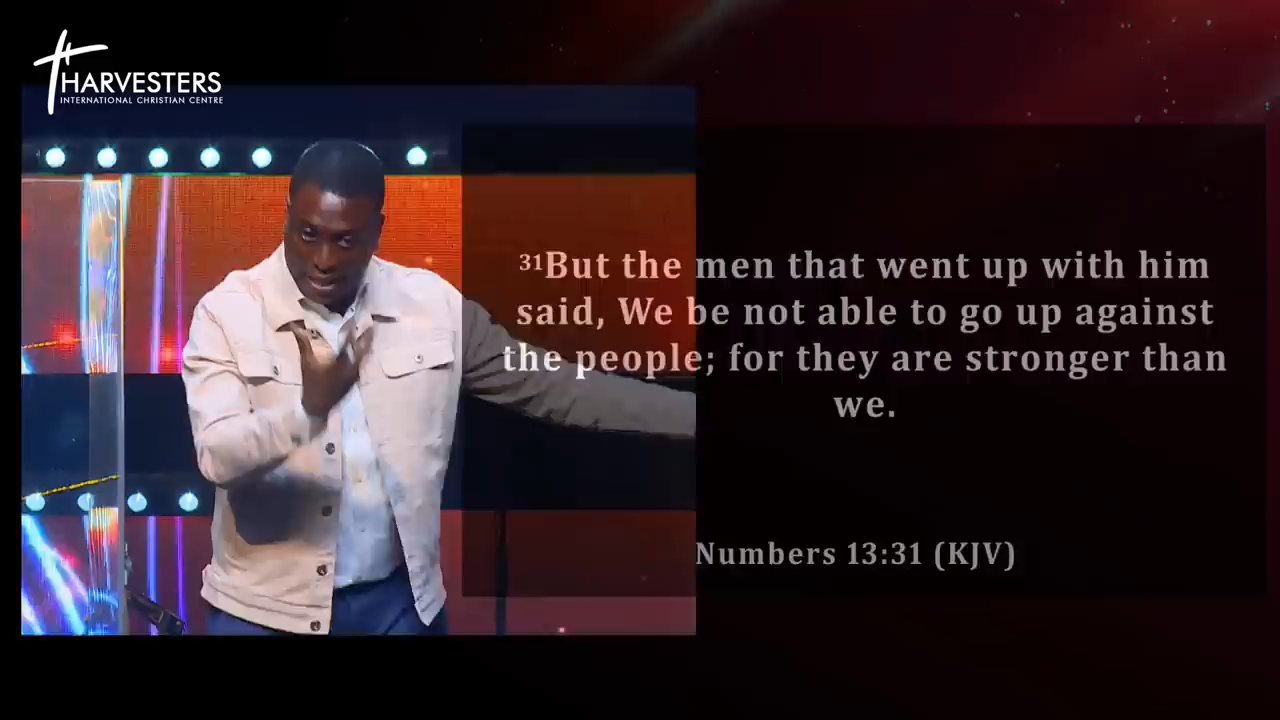 HARVESTERS
INTERNATIONAL CHRISTIAN CENTRE
31But the men that went up with him
said, We be not able to go up against
the people; for they are stronger than
we.
Numbers 13:31 (KJV)